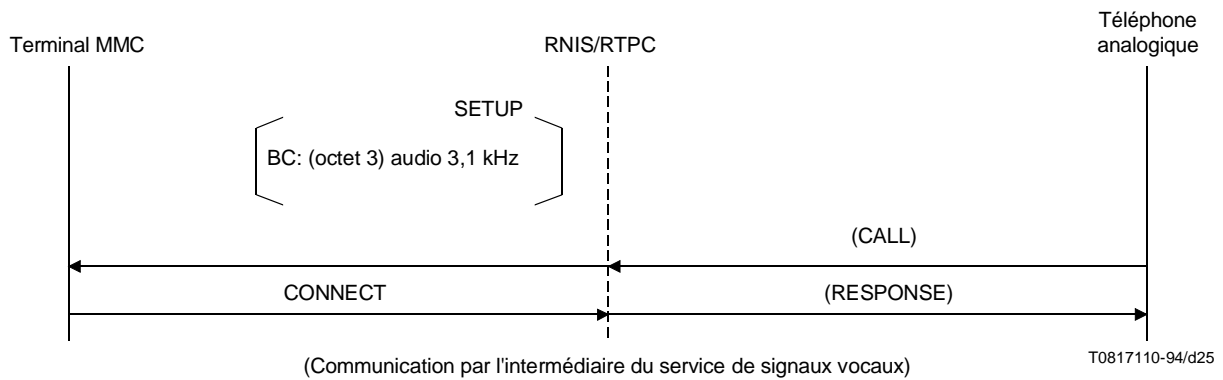 Terminal MMC
RNIS/RTPC
Téléphone
analogique
SETUP
BC: (octet 3) audio 3,1 kHz
(CALL)
CONNECT
(RESPONSE)
(Communication par l'intermédiaire du service de signaux vocaux)
T0817110-94/d25